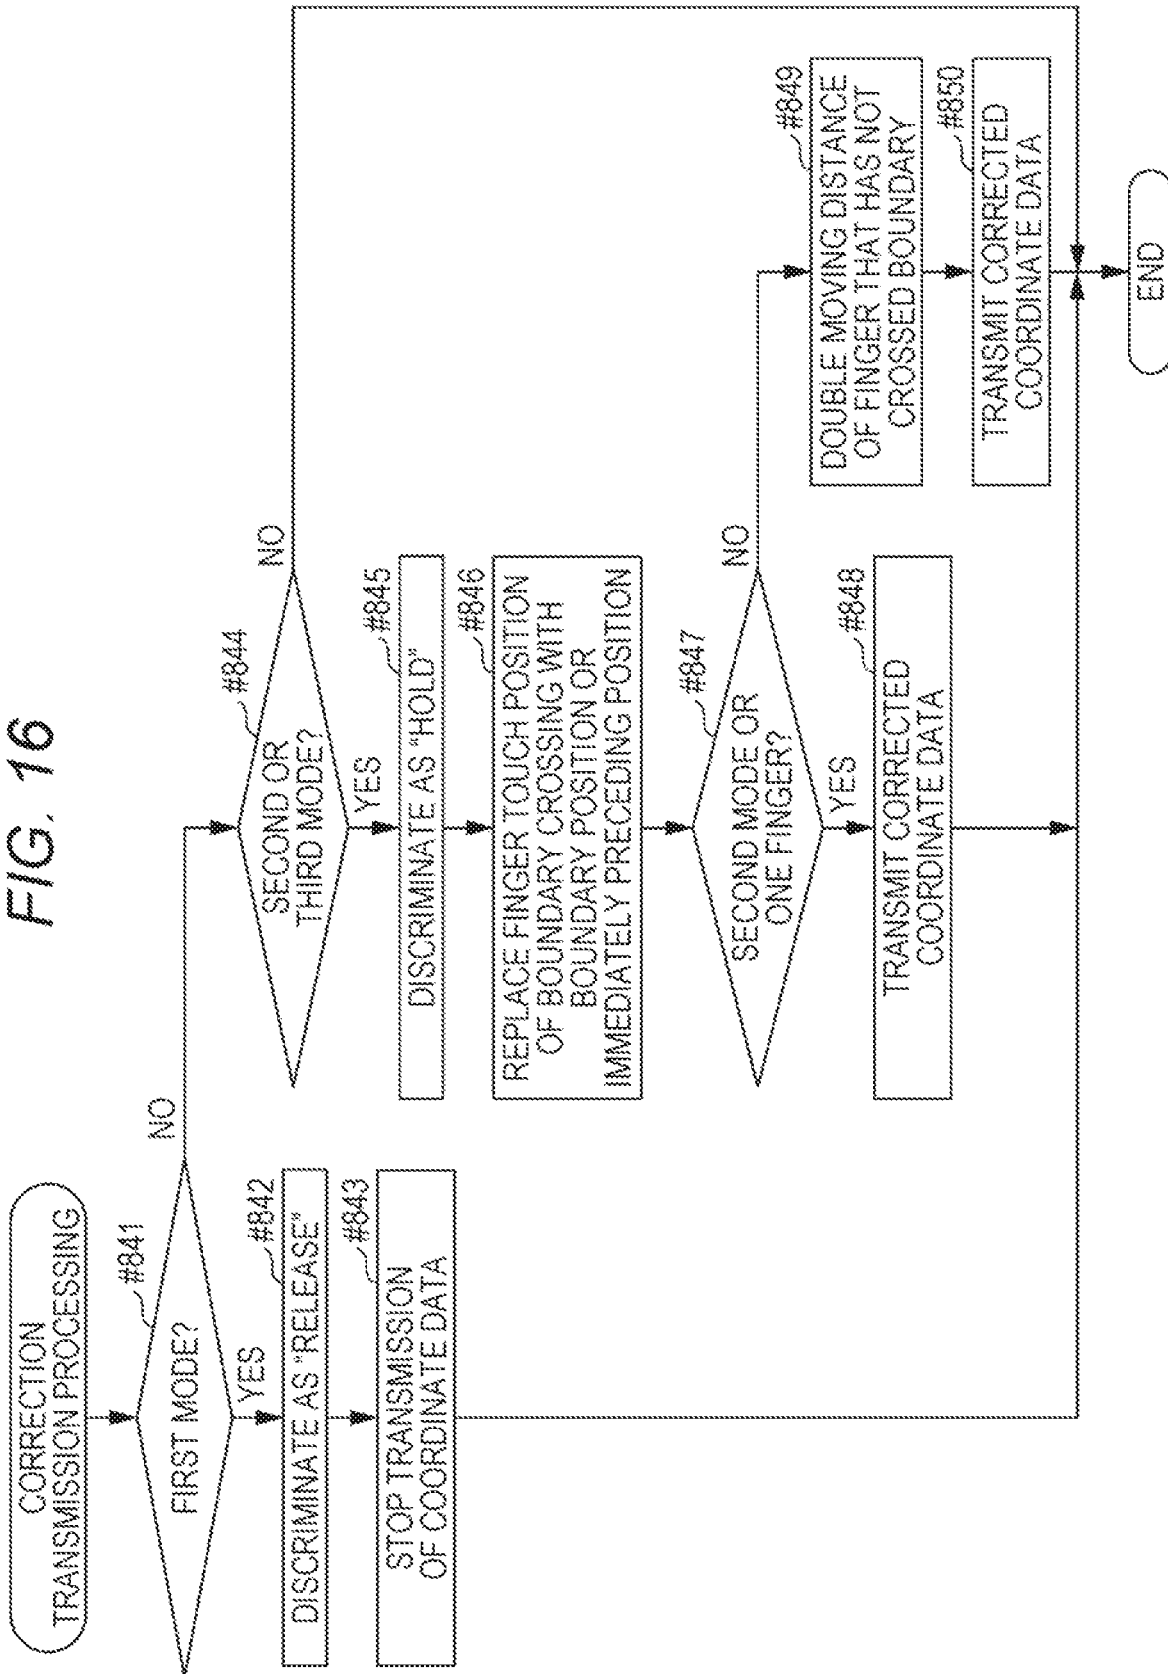 FIG. 16
CORRECTION
TRANSMISSION PROCESSING
#841
FIRST MODE?
NO
YES
#842
DISCRIMINATE AS "RELEASE"
#843
STOP TRANSMISSION
OF COORDINATE DATA
#844
SECOND OR
THIRD MODE?
NO
YES
#845
DISCRIMINATE AS "HOLD"
#846
REPLACE FINGER TOUCH POSITION
OF BOUNDARY CROSSING WITH
BOUNDARY POSITION OR
IMMEDIATELY PRECEDING POSITION
#847
SECOND MODE OR
ONE FINGER?
NO
YES
#848
TRANSMIT CORRECTED
COORDINATE DATA
#849
DOUBLE MOVING DISTANCE
OF FINGER THAT HAS NOT
CROSSED BOUNDARY
#850
TRANSMIT CORRECTED
COORDINATE DATA
END